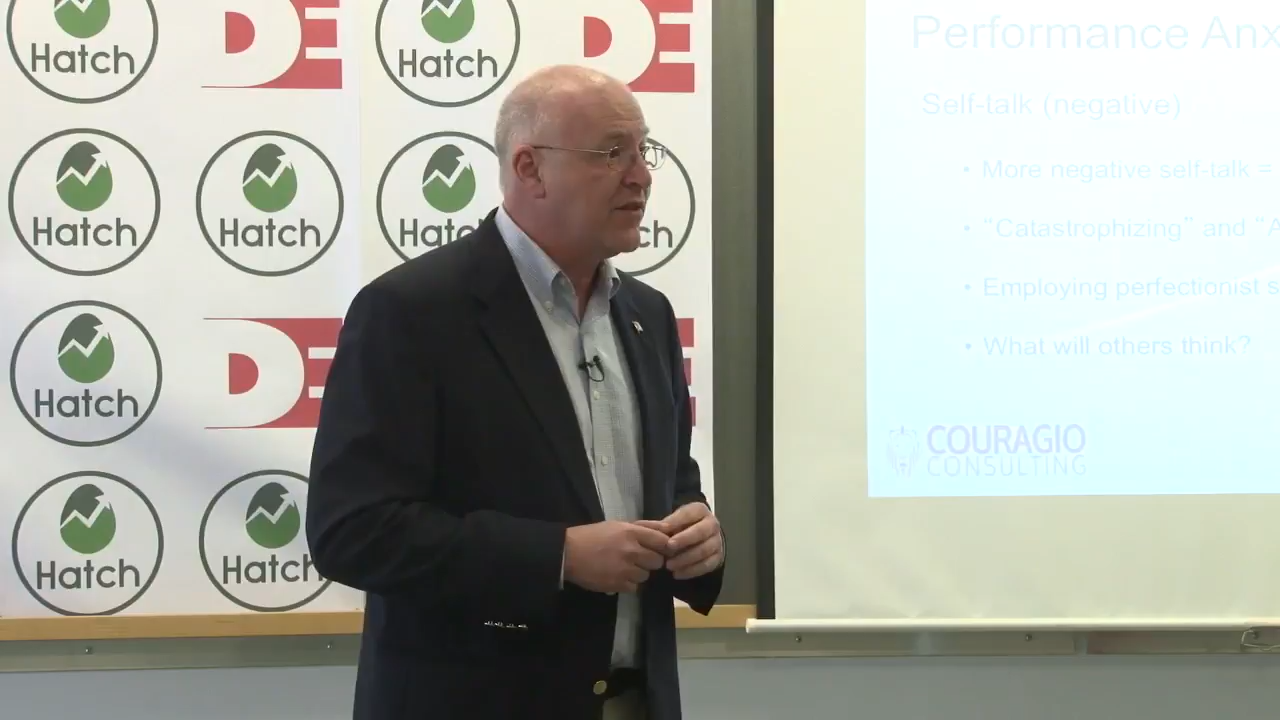 Hatch
DE
Hatch
DE
Hatch
Hatch
Hatch
ch
Hatch
DE
E
Hatch
Hatch
Performance Anx
Self-talk (negative)
• More negative self-talk =
• “Catastrophizing” and “A
• Employing perfectionist s
• What will others think?
COURAGIO
CONSULTING